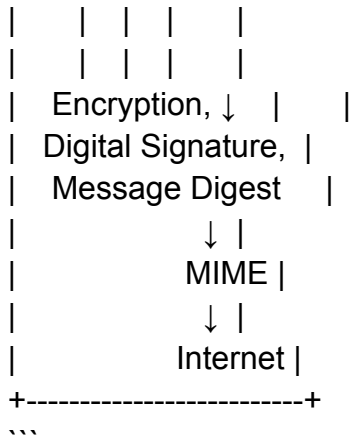 |      |   |   |   |      |
|      |   |   |   |      |
|   Encryption, ↓   |      |
|   Digital Signature,   |
|   Message Digest     |
|                    ↓ |
|                  MIME |
|                    ↓ |
|                 Internet |
+--------------------------+
```